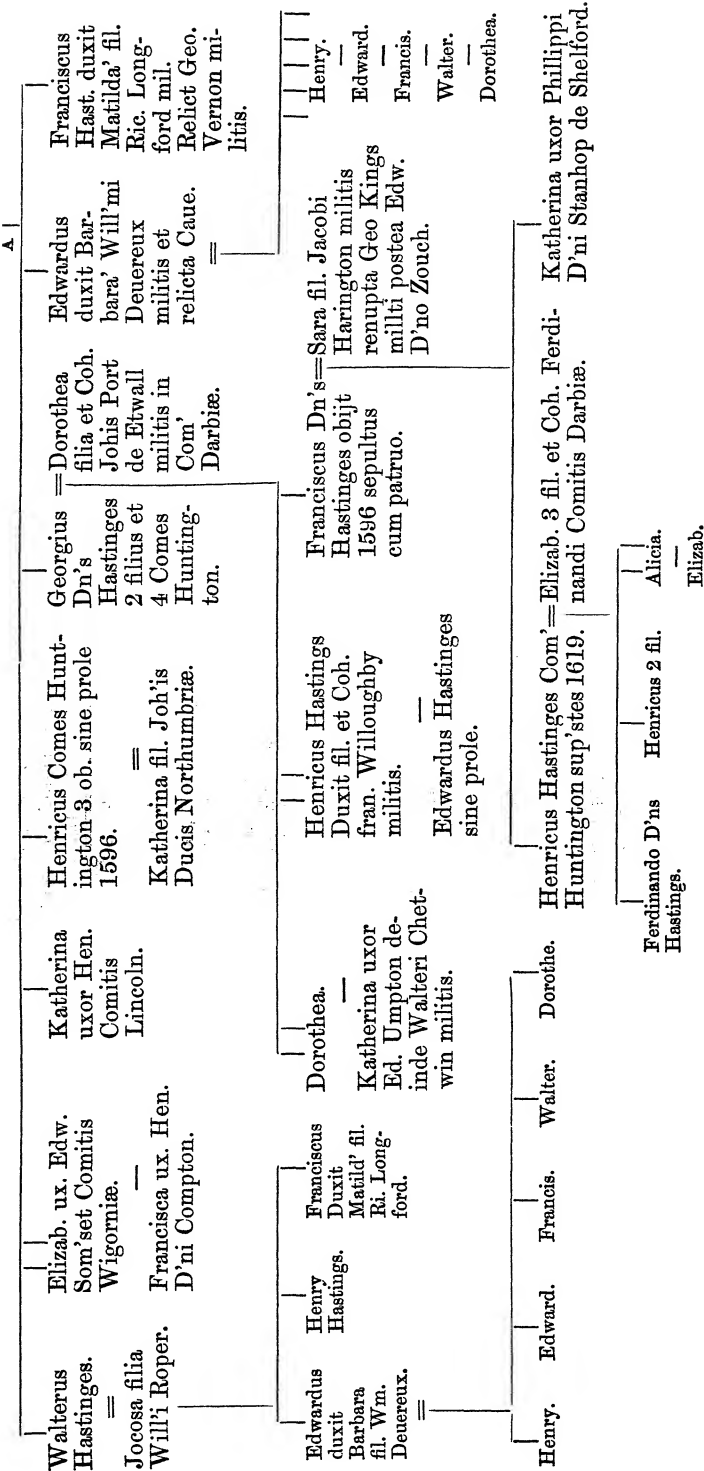 A
Walterus
Hastinges.
=
Jocosa filia
Will'i Roper.
Elizab. ux. Edw.
Som'set Comitis
Wigorniæ.
—
Francisca ux. Hen.
D'ni Compton.
Katherina
uxor Hen.
Comitis
Lincoln.
Henricus Comes Hunt-
ington 3. ob. sine prole
1596.
=
Katherina fil. Joh'is
Ducis Northumbriæ.
Georgius
Dn's
Hastinges
2 filius et
4 Comes
Hunting-
ton.
=Dorothea
filia et Coh.
Johis Port
de Etwall
militis in
Com'
Darbiæ.
Edwardus
duxit Bar-
bara' Will'mi
Deuereux
militis et
relicta Caue.
=
Franciscus
Hast. duxit
Matilda' fil.
Ric. Long-
ford mil.
Relict Geo.
Vernon mi-
litis.
Edwardus
duxit
Barbara
fil. Wm.
Deuereux.
=
Henry
Hastings.
Franciscus
Duxit
Matild' fil.
Ri. Long-
ford.
Dorothea.
—
Katherina uxor
Ed. Umpton de-
inde Walteri Chet-
win militis.
Henricus Hastings
Duxit fil. et Coh.
fran. Willoughby
militis.
—
Edwardus Hastinges
sine prole.
Franciscus Dn's=Sara fil. Jacobi
Hastinges obijt Harington militis
1596 sepultus renupta Geo Kings
cum patruo. millti postea Edw.
D'no Zouch.
Henry.
—
Edward.
—
Francis.
—
Walter.
—
Dorothea.
Henry.
Edward.
Francis.
Walter.
Dorothe.
Henricus Hastinges Com'=Elizab. 3 fil. et Coh. Ferdi-
Huntington sup'stes 1619. nandi Comitis Darbiæ.
Katherina uxor Phillippi
D'ni Stanhop de Shelford.
Ferdinando D'ns
Hastings.
Henricus 2 fil.
Alicia.
—
Elizab.